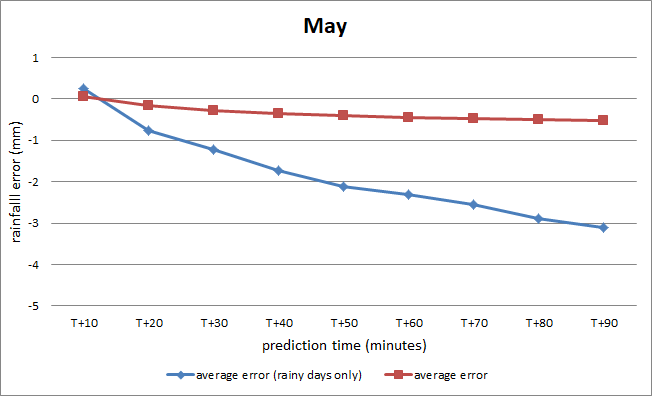 May
1
0
-1
-2
-3
-4
-5
rainfalll error (mm)
T+10 T+20 T+30 T+40 T+50 T+60 T+70 T+80 T+90
prediction time (minutes)
average error (rainy days only) average error